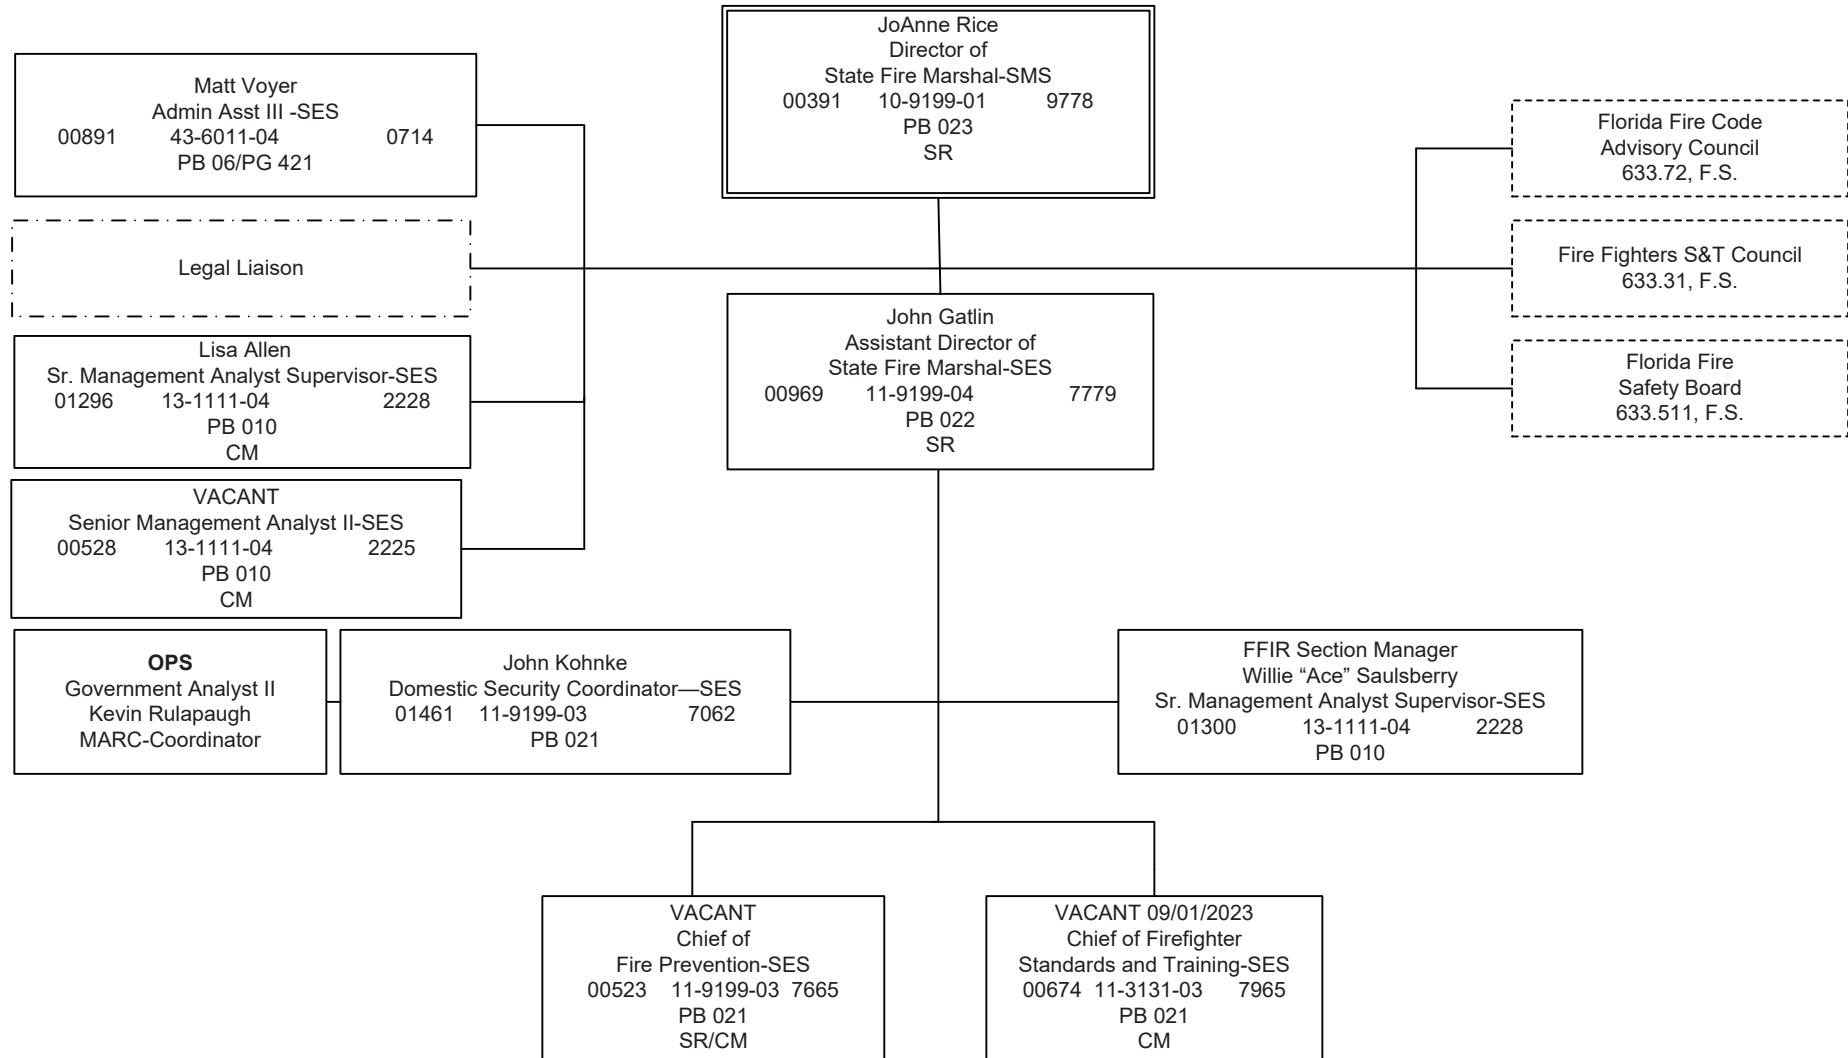 JoAnne Rice
Director of
State Fire Marshal-SMS
00391 10-9199-01 9778
PB 023
SR
Matt Voyer
Admin Asst III -SES
00891 43-6011-04 0714
PB 06/PG 421
Legal Liaison
Lisa Allen
Sr. Management Analyst Supervisor-SES
01296 13-1111-04 2228
PB 010
CM
VACANT
Senior Management Analyst II-SES
00528 13-1111-04 2225
PB 010
CM
Florida Fire Code
Advisory Council
633.72, F.S.
Fire Fighters S&T Council
633.31, F.S.
Florida Fire
Safety Board
633.511, F.S.
John Gatlin
Assistant Director of
State Fire Marshal-SES
00969 11-9199-04 7779
PB 022
SR
OPS
Government Analyst II
Kevin Rulapaugh
MARC-Coordinator
John Kohnke
Domestic Security Coordinator—SES
01461 11-9199-03 7062
PB 021
FFIR Section Manager
Willie “Ace” Saulsberry
Sr. Management Analyst Supervisor-SES
01300 13-1111-04 2228
PB 010
VACANT
Chief of
Fire Prevention-SES
00523 11-9199-03 7665
PB 021
SR/CM
VACANT 09/01/2023
Chief of Firefighter
Standards and Training-SES
00674 11-3131-03 7965
PB 021
CM